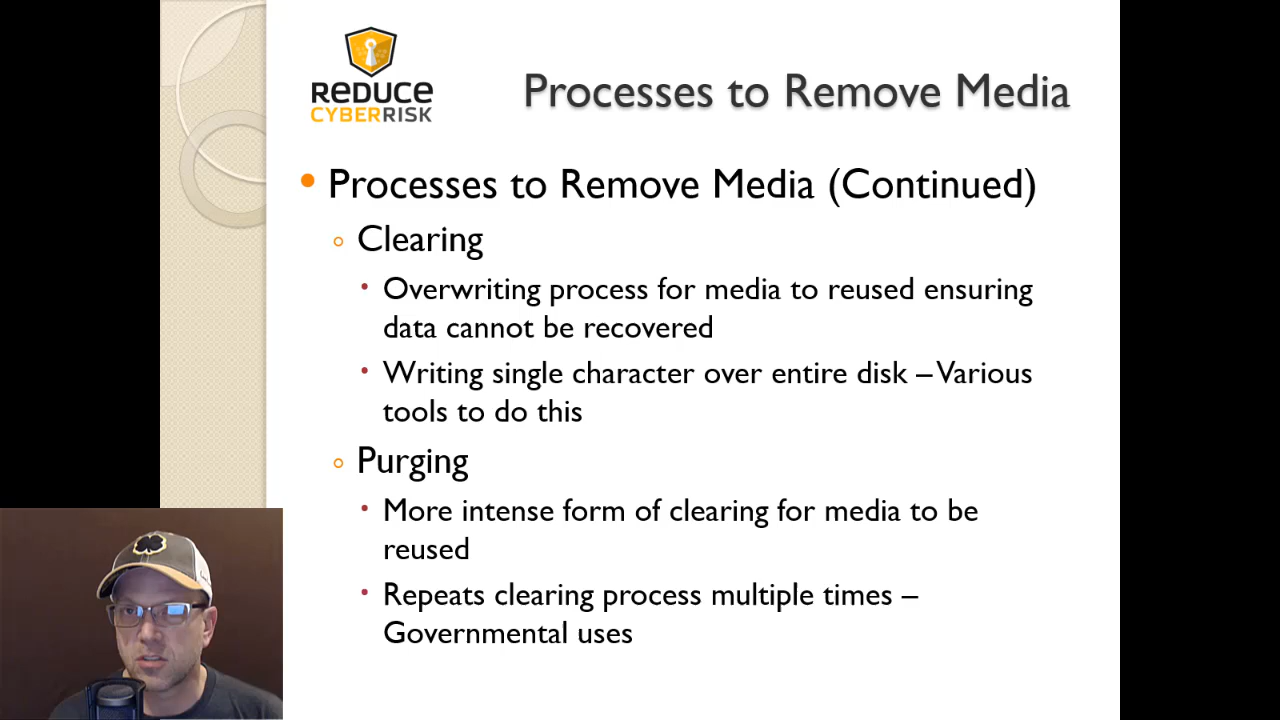 REDUCE
CYBERRISK
Processes to Remove Media
Processes to Remove Media (Continued)
Clearing
Overwriting process for media to reused ensuring
data cannot be recovered
Writing single character over entire disk – Various
tools to do this
Purging
More intense form of clearing for media to be
reused
Repeats clearing process multiple times –
Governmental uses